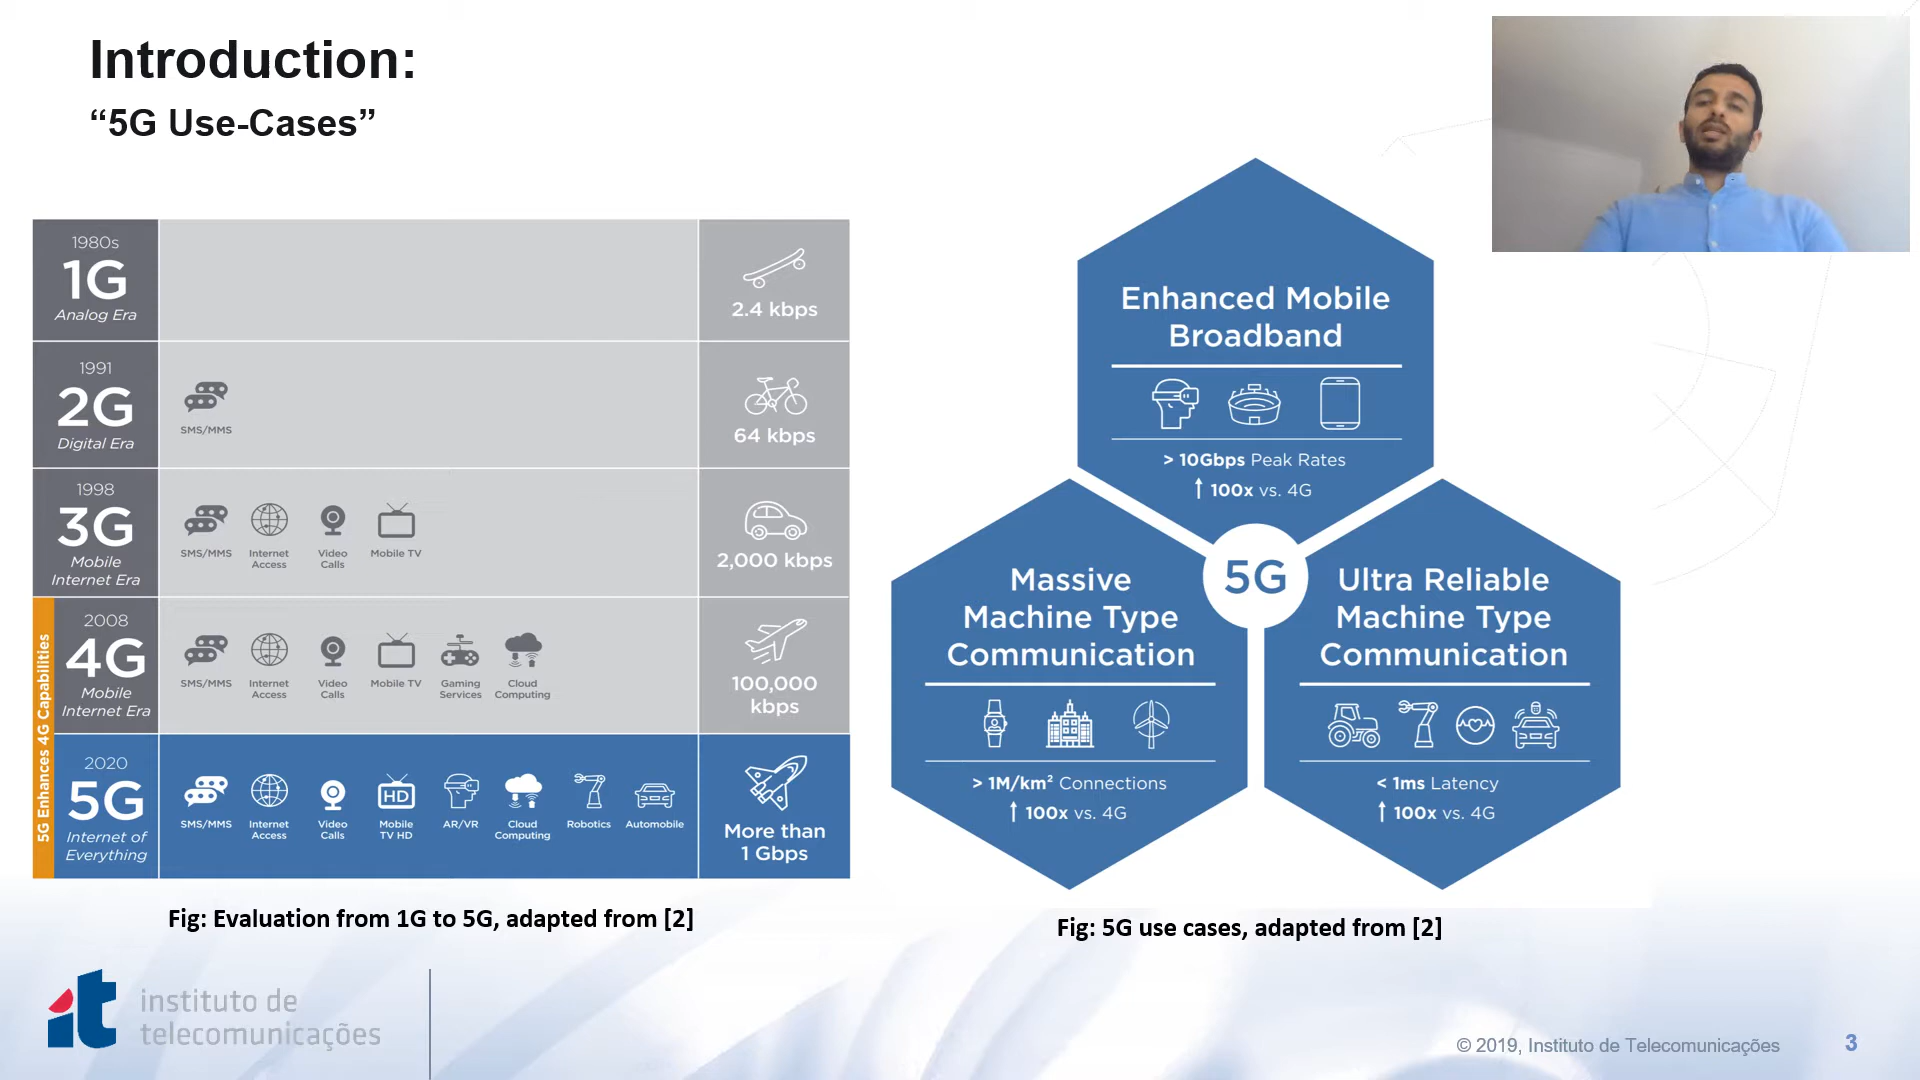 Introduction:
“5G Use-Cases”
1980s
1G
Analog Era
2.4 kbps
1991
2G
Digital Era
SMS/MMS
64 kbps
1998
3G
Mobile
Internet Era
SMS/MMS
Internet
Access
Video
Calls
Mobile TV
2,000 kbps
5G Enhances 4G Capabilities
2008
4G
Mobile
Internet Era
SMS/MMS
Internet
Access
Video
Calls
Mobile TV
Gaming
Services
Cloud
Computing
100,000
kbps
2020
5G
Internet of
Everything
SMS/MMS
Internet
Access
Video
Calls
HD
Mobile
TV HD
AR/VR
Cloud
Computing
Robotics
Automobile
More than
1 Gbps
Fig: Evaluation from 1G to 5G, adapted from [2]
Enhanced Mobile
Broadband
> 10Gbps Peak Rates
↑ 100x vs. 4G
5G
Massive
Machine Type
Communication
> 1M/km² Connections
↑ 100x vs. 4G
Ultra Reliable
Machine Type
Communication
< 1ms Latency
↑ 100x vs. 4G
Fig: 5G use cases, adapted from [2]
it
instituto de
telecomunicações
© 2019, Instituto de Telecomunicações
3